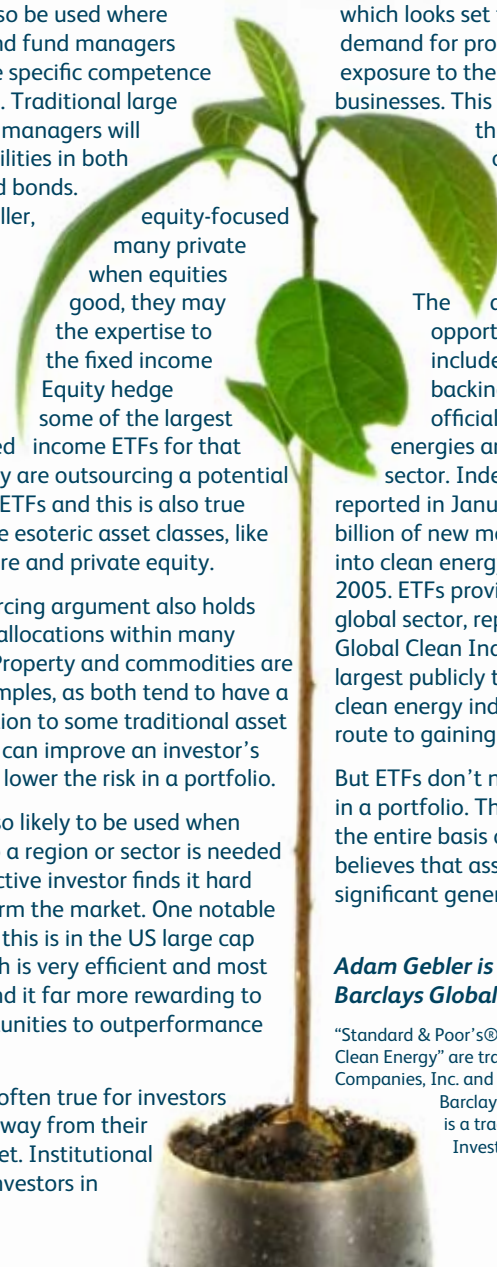 so be used where
nd fund managers
e specific competence
. Traditional large
managers will
ilities in both
d bonds.
ller, equity-focused
many private
when equities
good, they may
the expertise to
the fixed income
Equity hedge
some of the largest
ed income ETFs for that
y are outsourcing a potential
ETFs and this is also true
e esoteric asset classes, like
re and private equity.
rcing argument also holds
allocations within many
Property and commodities are
mples, as both tend to have a
tion to some traditional asset
can improve an investor's
lower the risk in a portfolio.
so likely to be used when
o a region or sector is needed
ctive investor finds it hard
rm the market. One notable
this is in the US large cap
h is very efficient and most
nd it far more rewarding to
tunities to outperformance
often true for investors
way from their
et. Institutional
nvestors in
which looks set
demand for pro
exposure to the
businesses. This
th
The
opport
include
backin
official
energies an
sector. Inde
reported in Janu
billion of new mo
into clean energ
2005. ETFs provi
global sector, rep
Global Clean Ind
largest publicly t
clean energy ind
route to gaining
But ETFs don't n
in a portfolio. Th
the entire basis o
believes that ass
significant gener
Adam Gebler is
Barclays Global
"Standard & Poor's®
Clean Energy" are tra
Companies, Inc. and
Barclay
is a tra
Invest